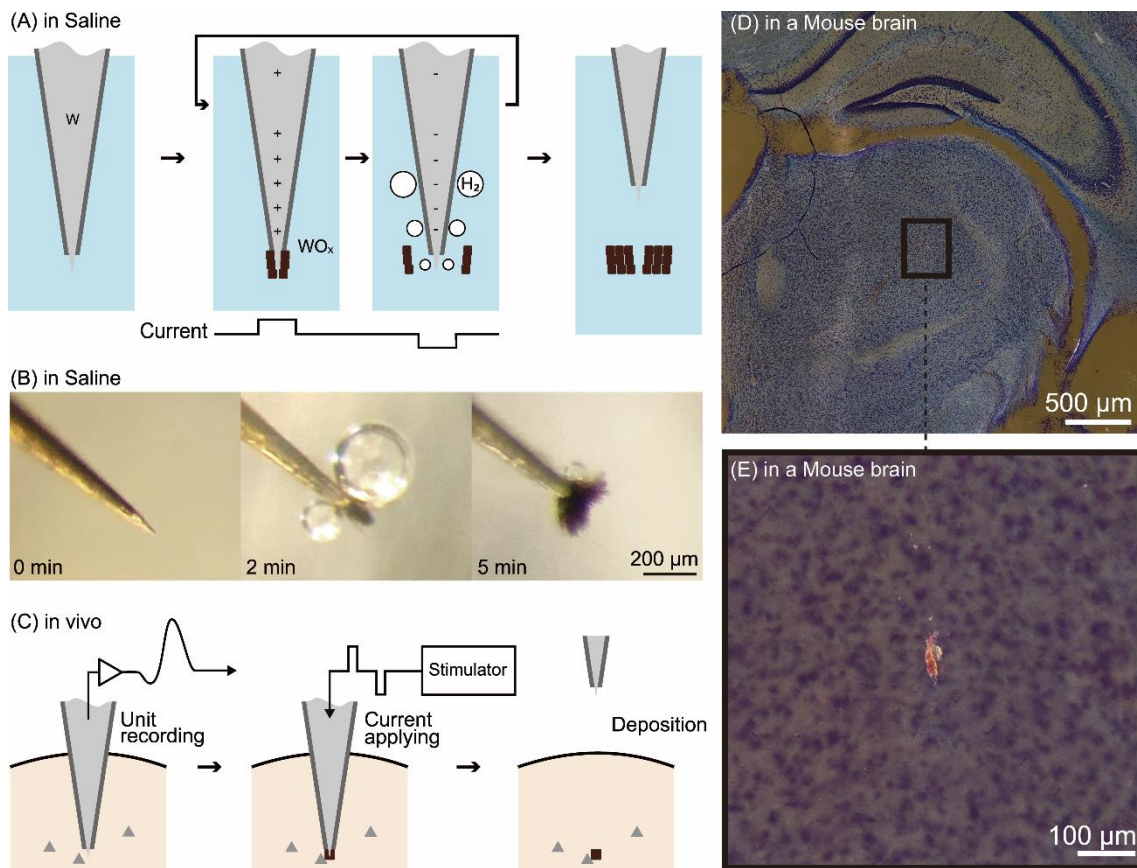 (A) in Saline
W
+
+
+
+
+
+
WOₓ
-
-
-
-
-
-
H₂
Current
(B) in Saline
0 min
2 min
5 min
200 µm
(C) in vivo
Unit
recording
Stimulator
Current
applying
Deposition
(D) in a Mouse brain
500 µm
(E) in a Mouse brain
100 µm